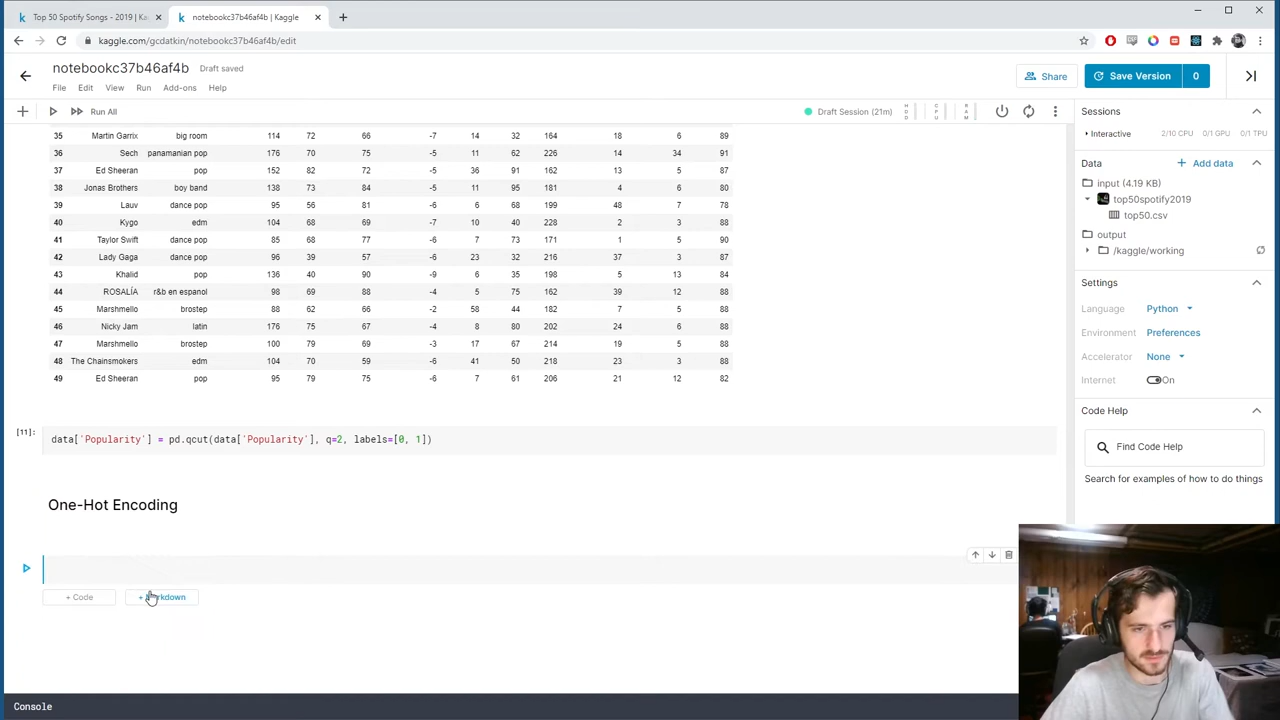 Top 50 Spotify Songs - 2019 | Ka
notebookc37b46af4b | Kaggle
kaggle.com/gcdatkin/notebookc37b46af4b/edit
notebookc37b46af4b Draft saved
File Edit View Run Add-ons Help
Share Save Version 0
Run All
Draft Session (21m) HDD CPU RAM
35 Martin Garrix big room 114 72 66 -7 14 32 164 18 6 89
36 Sech panamanian pop 176 70 75 -5 11 62 226 14 34 91
37 Ed Sheeran pop 152 82 72 -5 36 91 162 13 5 87
38 Jonas Brothers boy band 138 73 84 -5 11 95 181 4 6 80
39 Lauv dance pop 95 56 81 -6 6 68 199 48 7 78
40 Kygo edm 104 68 69 -7 10 40 228 2 3 88
41 Taylor Swift dance pop 85 68 77 -6 7 73 171 1 5 90
42 Lady Gaga dance pop 96 39 57 -6 23 32 216 37 3 87
43 Khalid pop 136 40 90 -9 6 35 198 5 13 84
44 ROSALÍA r&b en espanol 98 69 88 -4 5 75 162 39 12 88
45 Marshmello brostep 88 62 66 -2 58 44 182 7 5 88
46 Nicky Jam latin 176 75 67 -4 8 80 202 24 6 88
47 Marshmello brostep 100 79 69 -3 17 67 214 19 5 88
48 The Chainsmokers edm 104 70 59 -6 41 50 218 23 3 88
49 Ed Sheeran pop 95 79 75 -6 7 61 206 21 12 82
[11]: data['Popularity'] = pd.qcut(data['Popularity'], q=2, labels=[0, 1])
One-Hot Encoding
+ Code
Console
Sessions
Interactive 2/10 CPU 0/1 GPU 0/1 TPU
Data + Add data
input (4.19 KB)
top50spotify2019
top50.csv
output
/kaggle/working
Settings
Language Python
Environment Preferences
Accelerator None
Internet On
Code Help
Find Code Help
Search for examples of how to do things